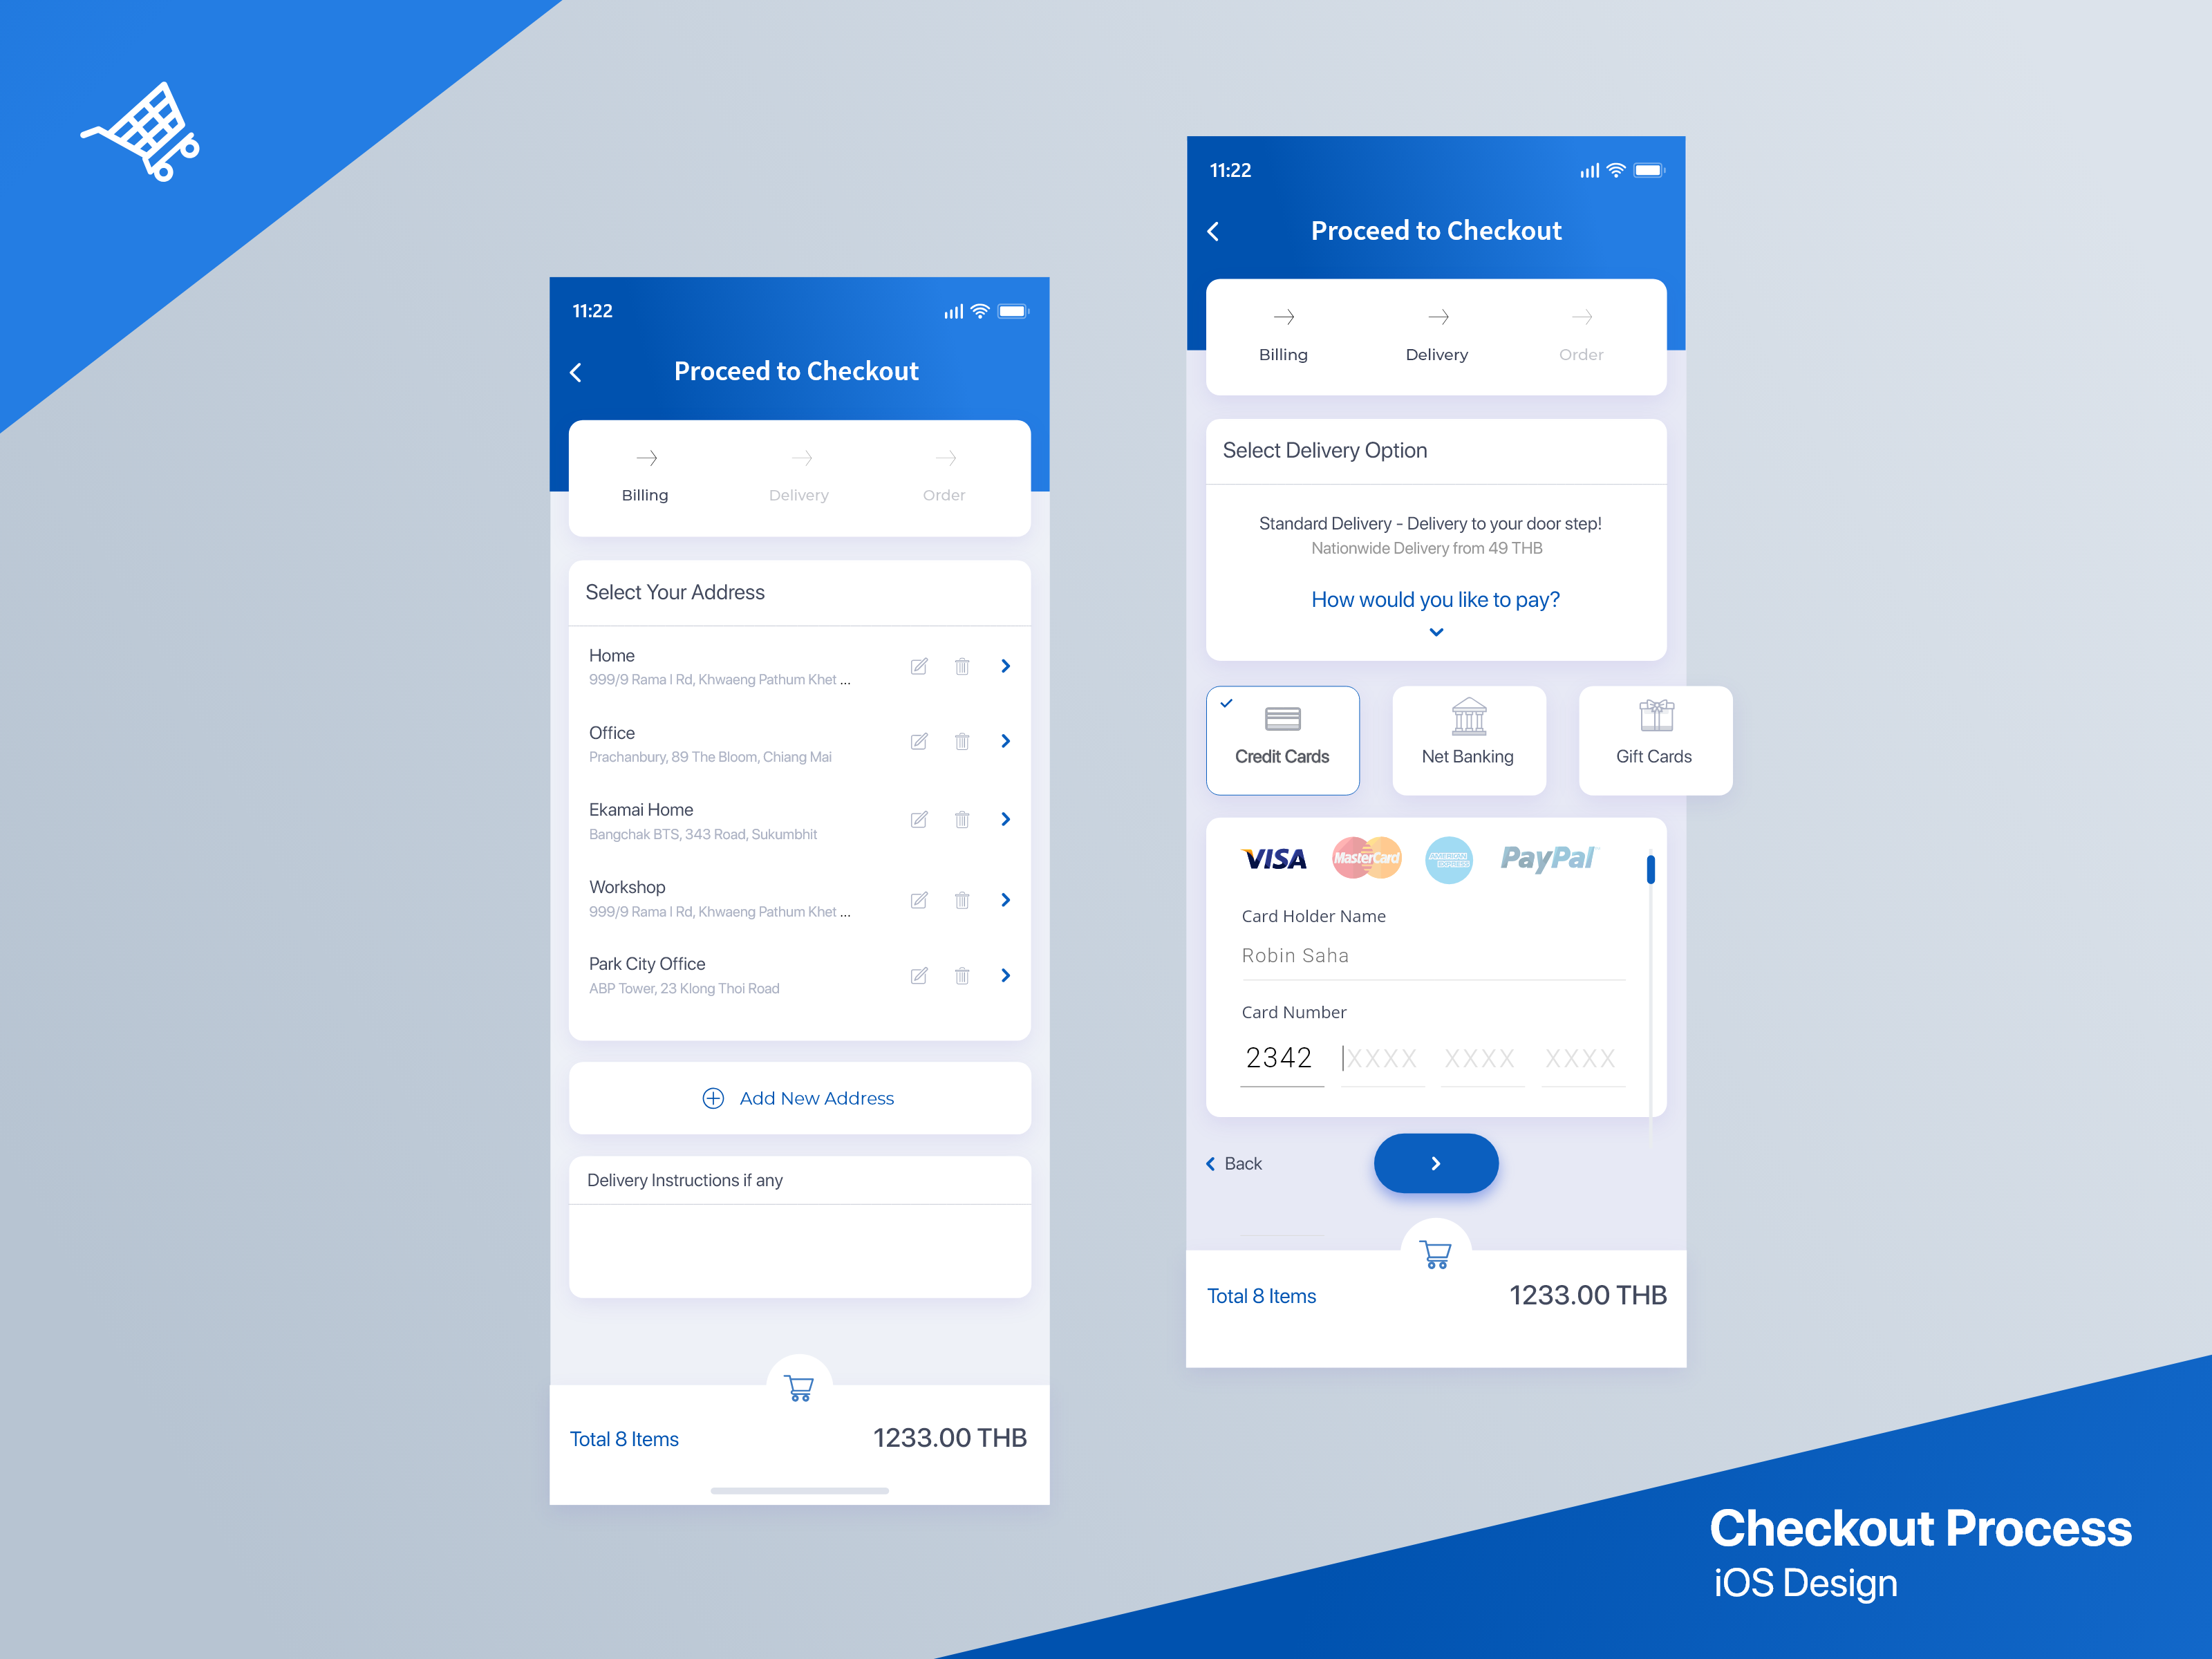 11:22
Proceed to Checkout
Billing
Delivery
Order
Select Your Address
Home
999/9 Rama I Rd, Khwaeng Pathum Khet ...
Office
Prachanbury, 89 The Bloom, Chiang Mai
Ekamai Home
Bangchak BTS, 343 Road, Sukumbhit
Workshop
999/9 Rama I Rd, Khwaeng Pathum Khet ...
Park City Office
ABP Tower, 23 Klong Thoi Road
Add New Address
Delivery Instructions if any
Total 8 Items
1233.00 THB
11:22
Proceed to Checkout
Billing
Delivery
Order
Select Delivery Option
Standard Delivery - Delivery to your door step!
Nationwide Delivery from 49 THB
How would you like to pay?
Credit Cards
Net Banking
Gift Cards
VISA
MasterCard
AMERICAN
EXPRESS
PayPal
Card Holder Name
Robin Saha
Card Number
2342 XXXX XXXX XXXX
Back
Total 8 Items
1233.00 THB
Checkout Process
iOS Design